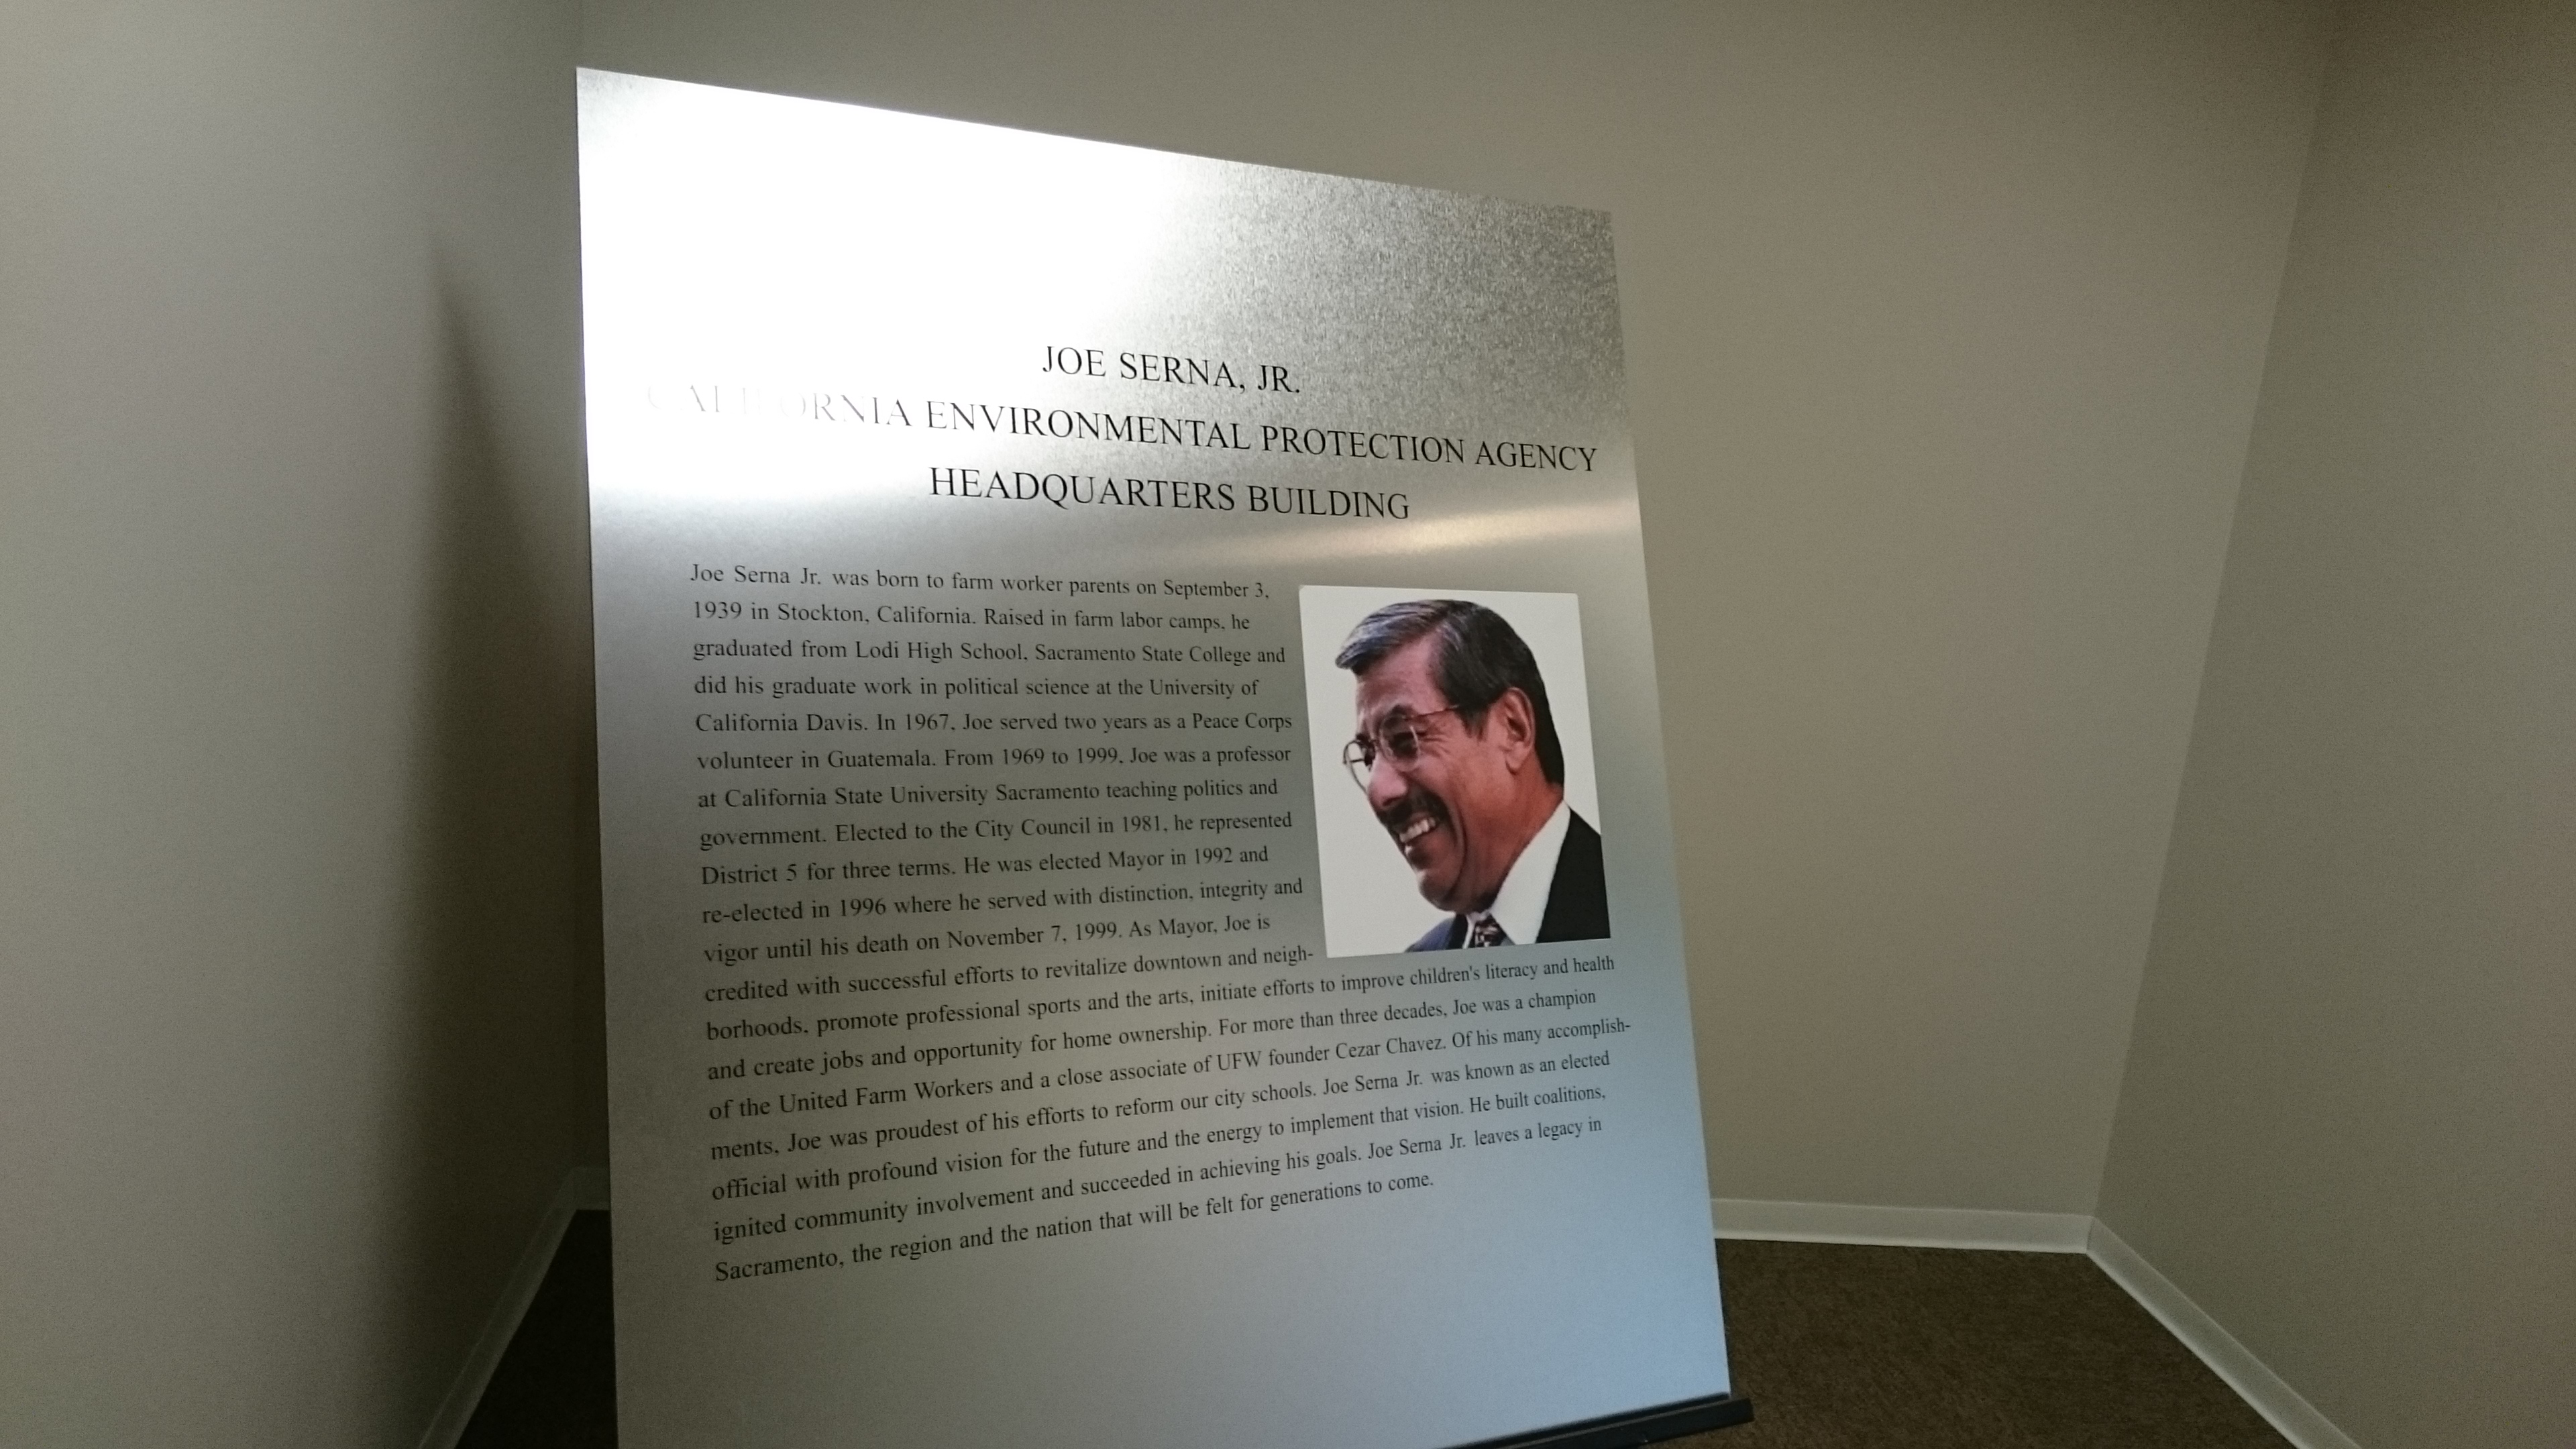 JOE SERNA, JR.
CALIFORNIA ENVIRONMENTAL PROTECTION AGENCY
HEADQUARTERS BUILDING
Joe Serna Jr. was born to farm worker parents on September 3,
1939 in Stockton, California. Raised in farm labor camps, he
graduated from Lodi High School, Sacramento State College and
did his graduate work in political science at the University of
California Davis. In 1967, Joe served two years as a Peace Corps
volunteer in Guatemala. From 1969 to 1999, Joe was a professor
at California State University Sacramento teaching politics and
government. Elected to the City Council in 1981, he represented
District 5 for three terms. He was elected Mayor in 1992 and
re-elected in 1996 where he served with distinction, integrity and
vigor until his death on November 7, 1999. As Mayor, Joe is
credited with successful efforts to revitalize downtown and neigh-
borhoods, promote professional sports and the arts, initiate efforts to improve children's literacy and health
and create jobs and opportunity for home ownership. For more than three decades, Joe was a champion
of the United Farm Workers and a close associate of UFW founder Cezar Chavez. Of his many accomplish-
ments, Joe was proudest of his efforts to reform our city schools. Joe Serna Jr. was known as an elected
official with profound vision for the future and the energy to implement that vision. He built coalitions,
ignited community involvement and succeeded in achieving his goals. Joe Serna Jr. leaves a legacy in
Sacramento, the region and the nation that will be felt for generations to come.